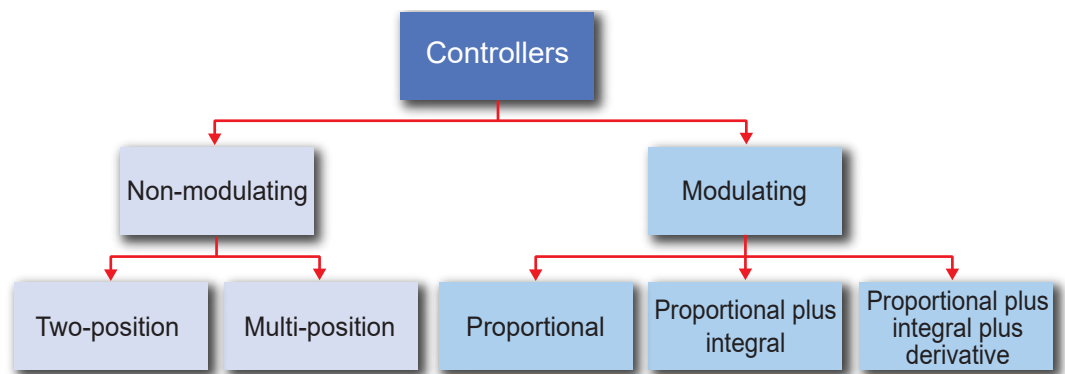 Controllers
Non-modulating
Modulating
Two-position
Multi-position
Proportional
Proportional plus
integral
Proportional plus
integral plus
derivative